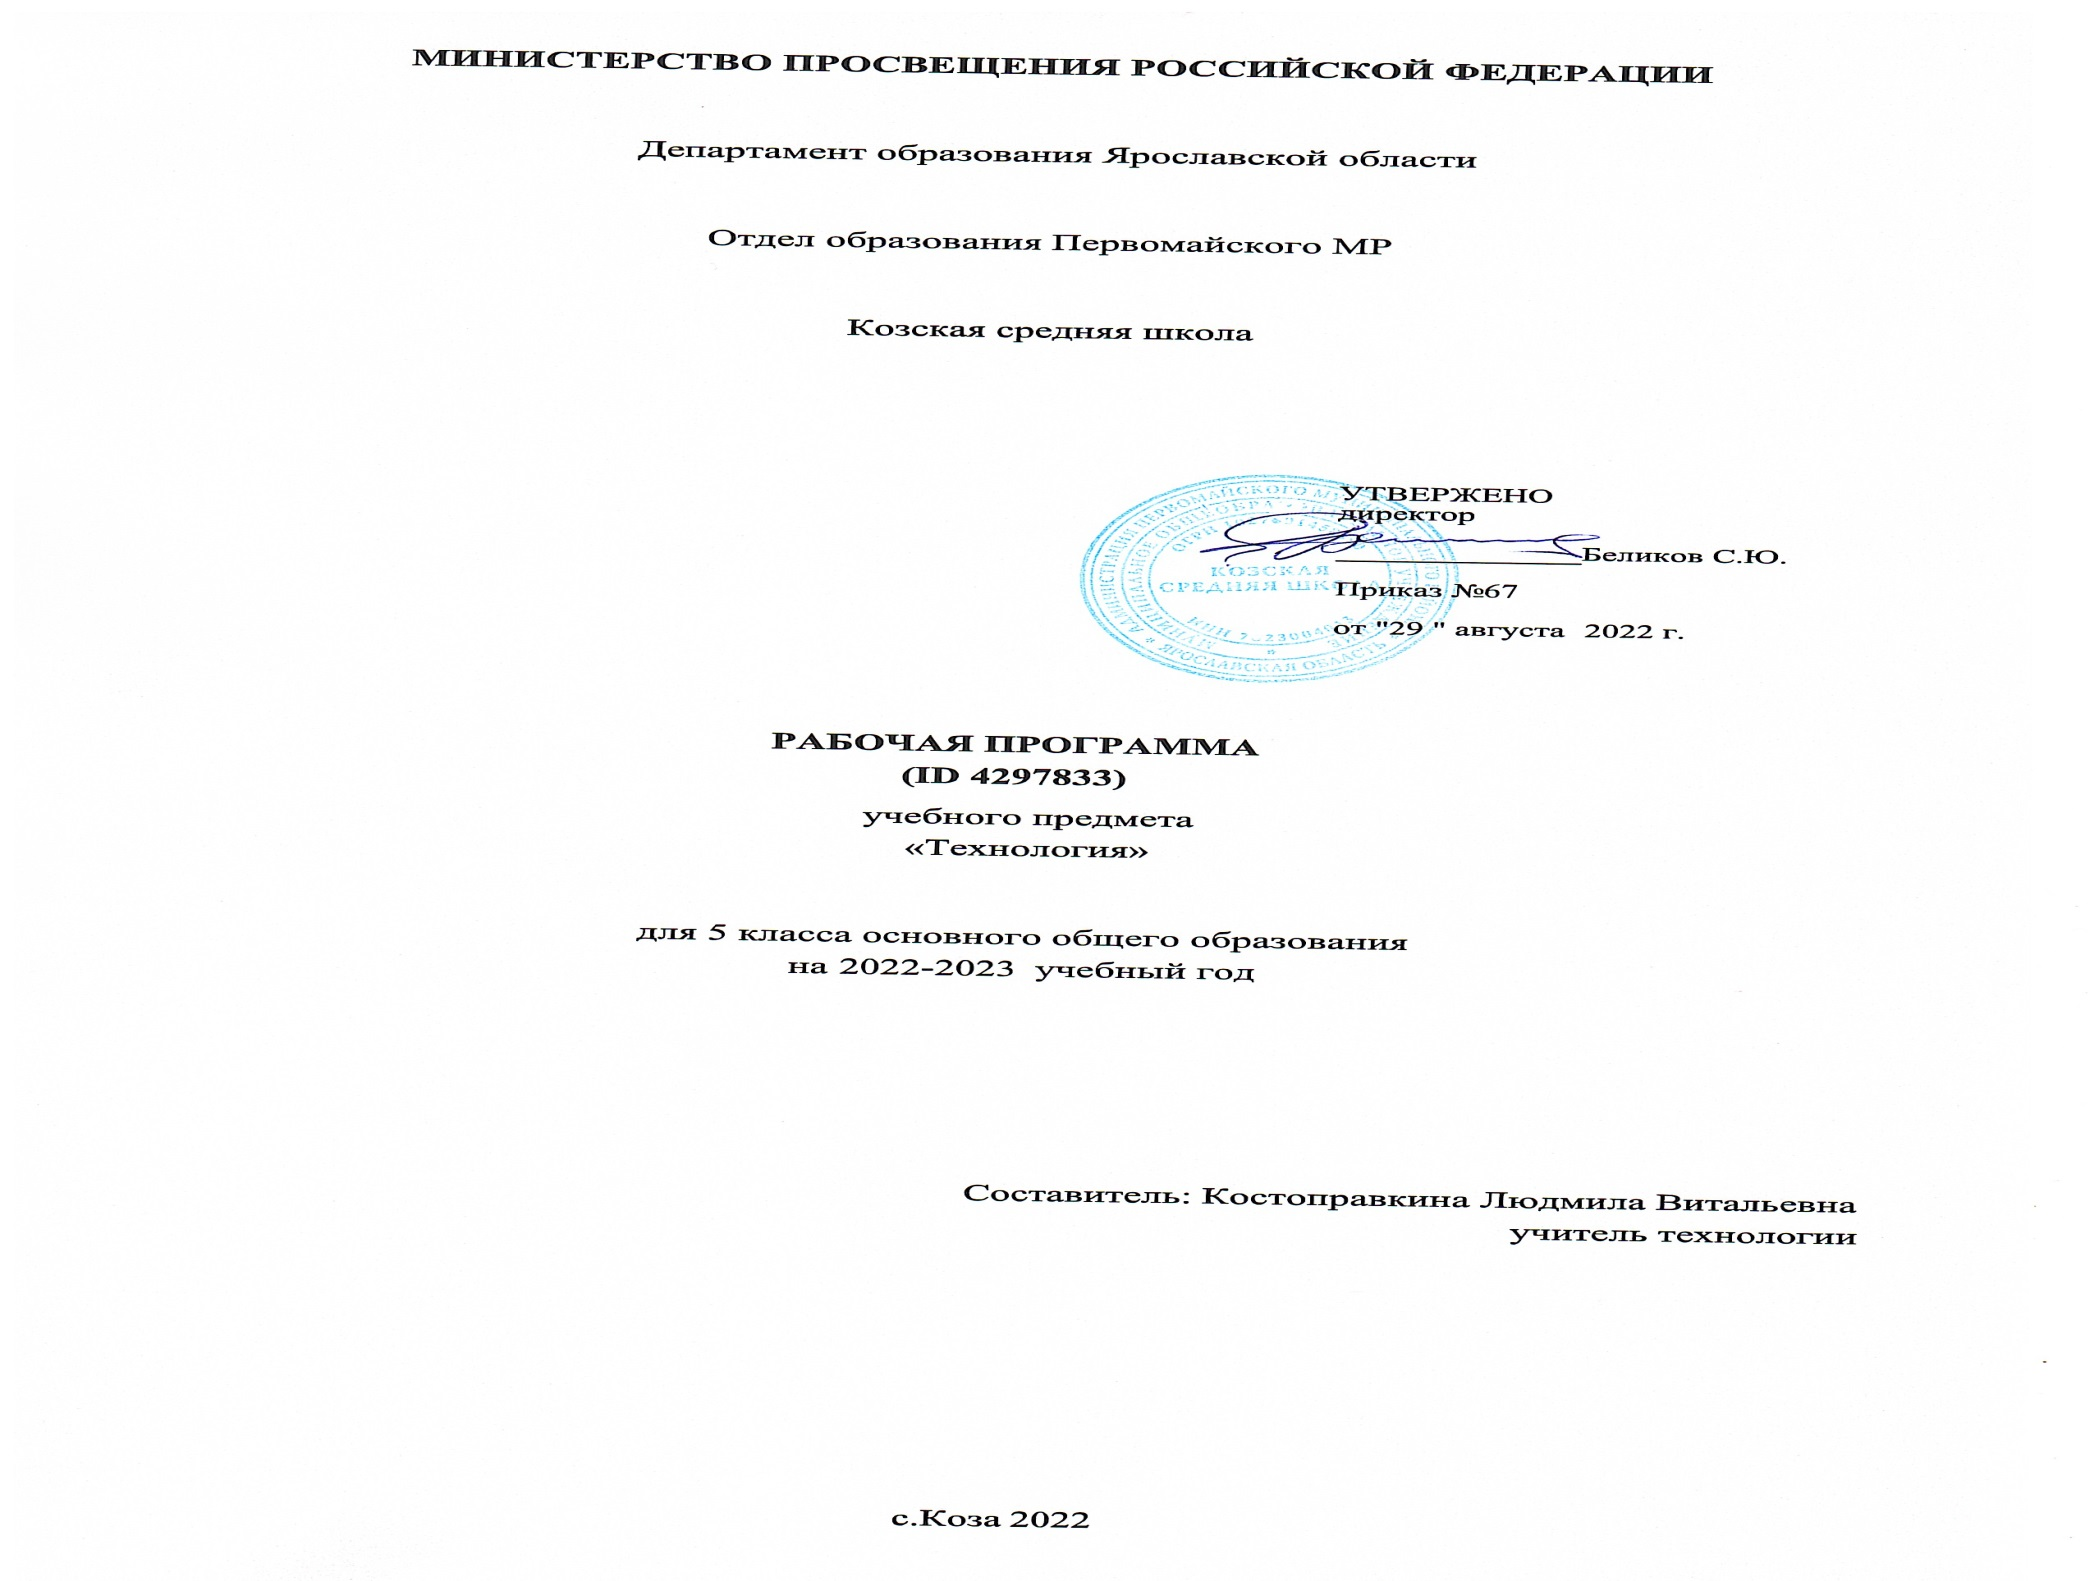 МИНИСТЕРСТВО ПРОСВЕЩЕНИЯ РОССИЙСКОЙ ФЕДЕРАЦИИ
Департамент образования Ярославской области
Отдел образования Первомайского МР
Козская средняя школа
УТВЕРЖЕНО
директор
Беликов С.Ю.
Приказ №67
от "29 " августа 2022 г.
КОЗСКАЯ
СРЕДНЯЯ ШКОЛА
ЯРОСЛАВСКАЯ ОБЛАСТЬ
РАБОЧАЯ ПРОГРАММА
(ID 4297833)
учебного предмета
«Технология»
для 5 класса основного общего образования
на 2022-2023 учебный год
Составитель: Костоправкина Людмила Витальевна
учитель технологии
с.Коза 2022